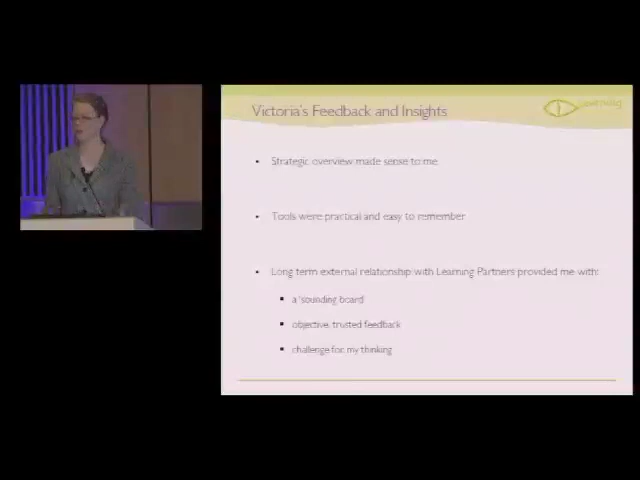 Victoria's Feedback and Insights
Learning
Strategic overview made sense to me
Tools were practical and easy to remember
Long term external relationship with Learning Partners provided me with:
a 'sounding board'
objective, trusted feedback
challenge for my thinking